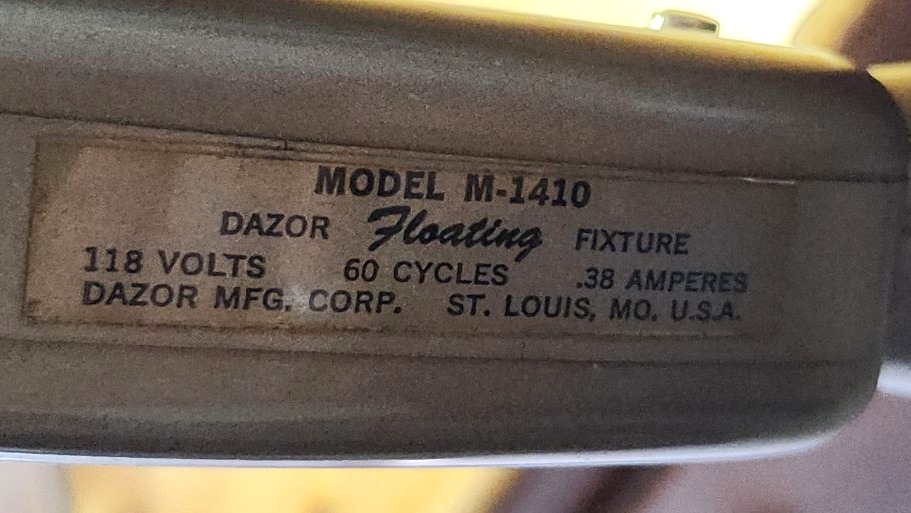 MODEL M-1410
DAZOR Floating FIXTURE
118 VOLTS 60 CYCLES .38 AMPERES
DAZOR MFG. CORP. ST. LOUIS, MO. U.S.A.